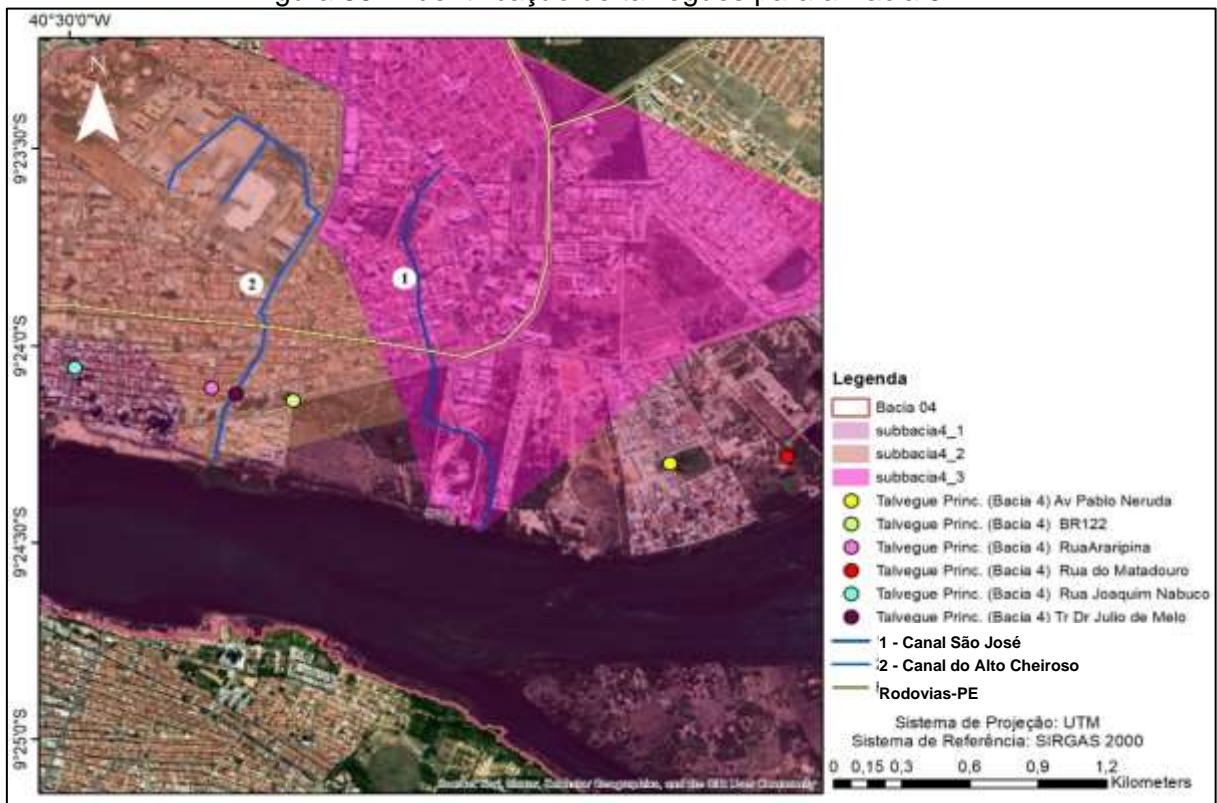 40°30'0"W
N
9°23'30"S
9°24'0"S
9°24'30"S
9°25'0"S
2
1
Legenda
Bacia 04
subbacia4_1
subbacia4_2
subbacia4_3
Talvegue Princ. (Bacia 4) Av Pablo Neruda
Talvegue Princ. (Bacia 4) BR122
Talvegue Princ. (Bacia 4) RuaAraripina
Talvegue Princ. (Bacia 4) Rua do Matadouro
Talvegue Princ. (Bacia 4) Rua Joaquim Nabuco
Talvegue Princ. (Bacia 4) Tr Dr Julio de Melo
1 - Canal São José
2 - Canal do Alto Cheiroso
Rodovias-PE
Sistema de Projeção: UTM
Sistema de Referência: SIRGAS 2000
0 0,15 0,3 0,6 0,9 1,2
Kilometers
and the GIS User Community